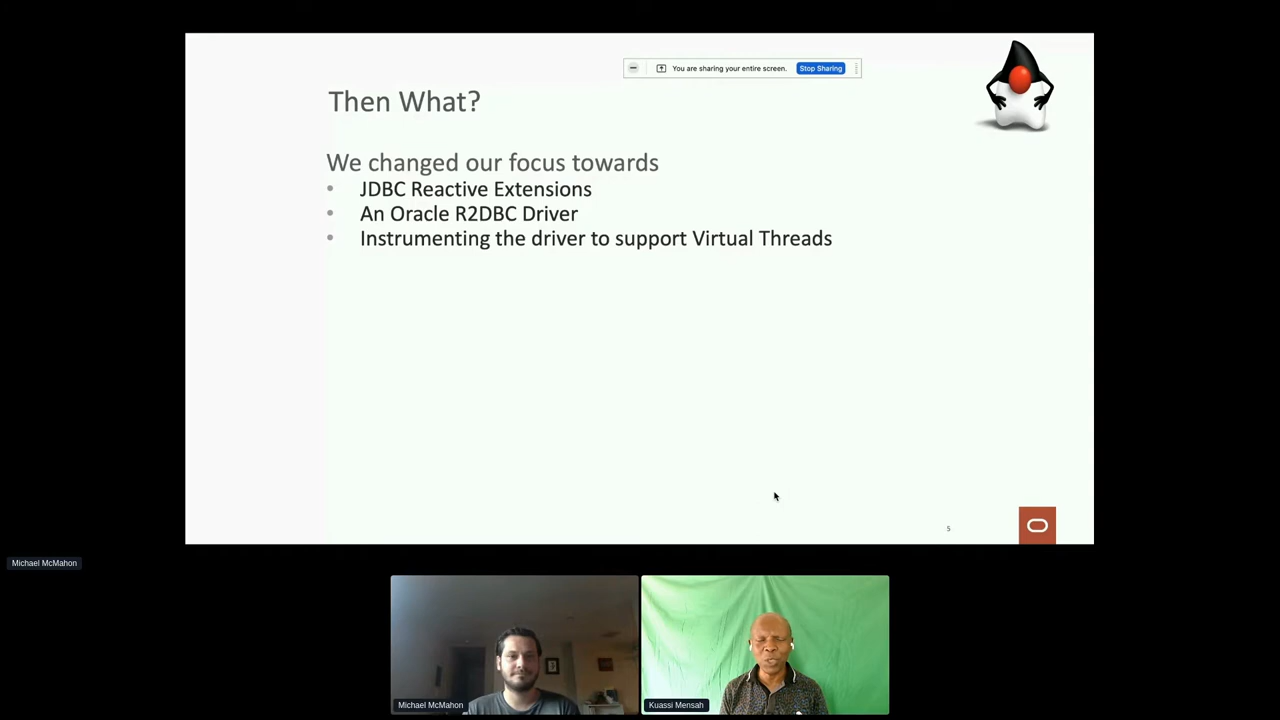 You are sharing your entire screen.
Stop Sharing
Then What?
We changed our focus towards
• JDBC Reactive Extensions
• An Oracle R2DBC Driver
• Instrumenting the driver to support Virtual Threads
5
Michael McMahon
Michael McMahon
Kuassi Mensah